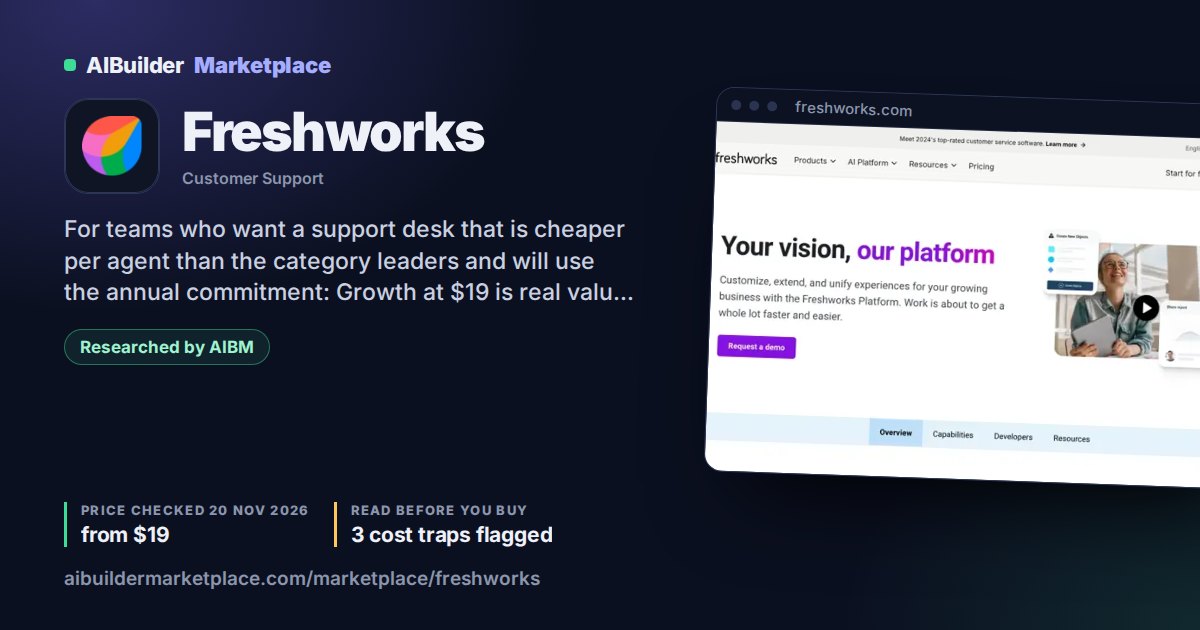 AIBuilder Marketplace
Freshworks
Customer Support
For teams who want a support desk that is cheaper
per agent than the category leaders and will use
the annual commitment: Growth at $19 is real valu...
Researched by AIBM
PRICE CHECKED 20 NOV 2026
from $19
READ BEFORE YOU BUY
3 cost traps flagged
aibuildermarketplace.com/marketplace/freshworks
freshworks.com
Meet 2024's top-rated customer service software. Learn more →
freshworks Products AI Platform Resources Pricing
Start for f
Your vision, our platform
Customize, extend, and unify experiences for your growing
business with the Freshworks Platform. Work is about to get a
whole lot faster and easier.
Request a demo
Overview Capabilities Developers Resources